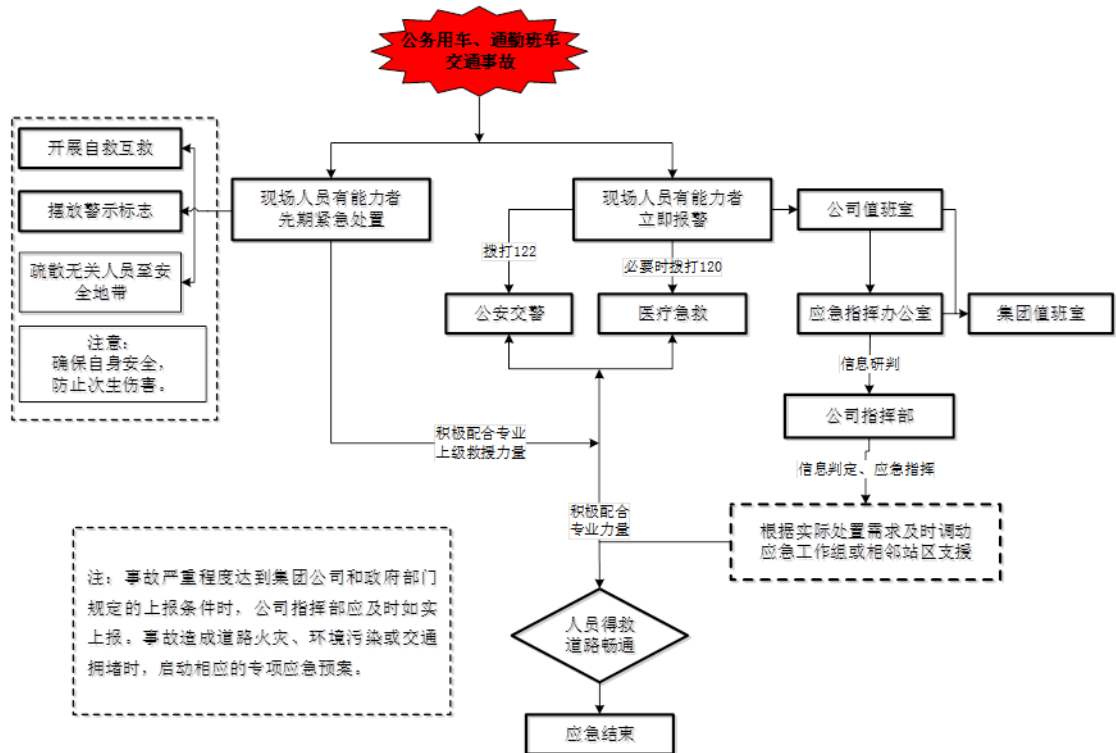 公务用车、通勤班车
交通事故
开展自救互救
摆放警示标志
疏散无关人员至安
全地带
注意：
确保自身安全，
防止次生伤害。
现场人员有能力者
先期紧急处置
现场人员有能力者
立即报警
公司值班室
拨打122
必要时拨打120
公安交警
医疗急救
应急指挥办公室
集团值班室
信息研判
公司指挥部
积极配合专业
上级救援力量
信息判定、应急指挥
积极配合
专业力量
根据实际处置需求及时调动
应急工作组或相邻站区支援
注：事故严重程度达到集团公司和政府部门
规定的上报条件时，公司指挥部应及时如实
上报。事故造成道路火灾、环境污染或交通
拥堵时，启动相应的专项应急预案。
人员得救
道路畅通
应急结束